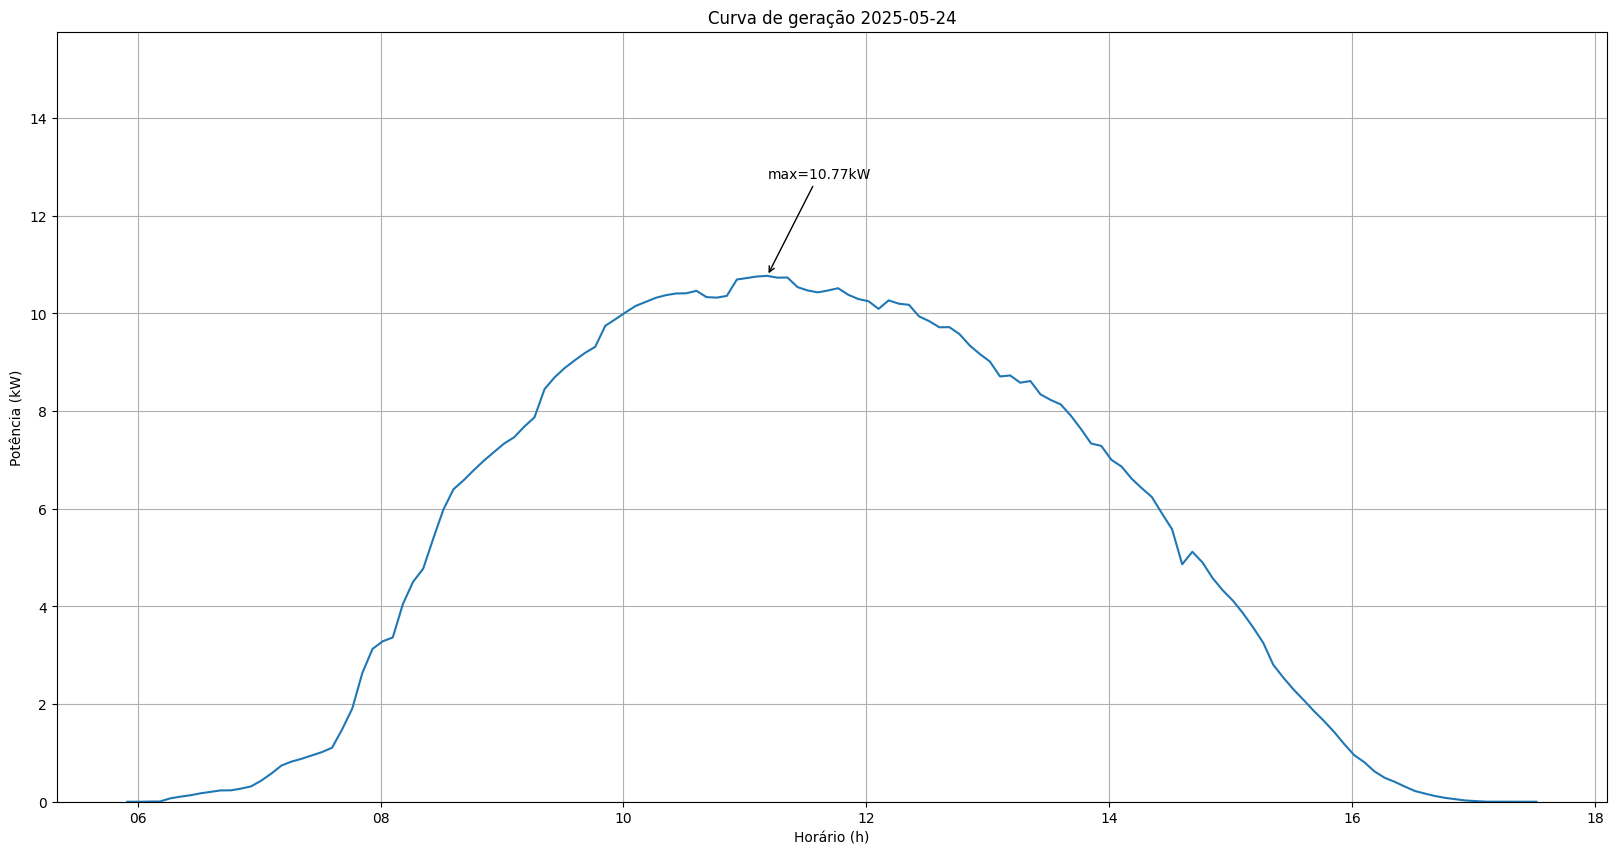 Curva de geração 2025-05-24
14
max=10.77kW
12
10
8
6
4
2
0
Potência (kW)
06 08 10 12 14 16 18
Horário (h)